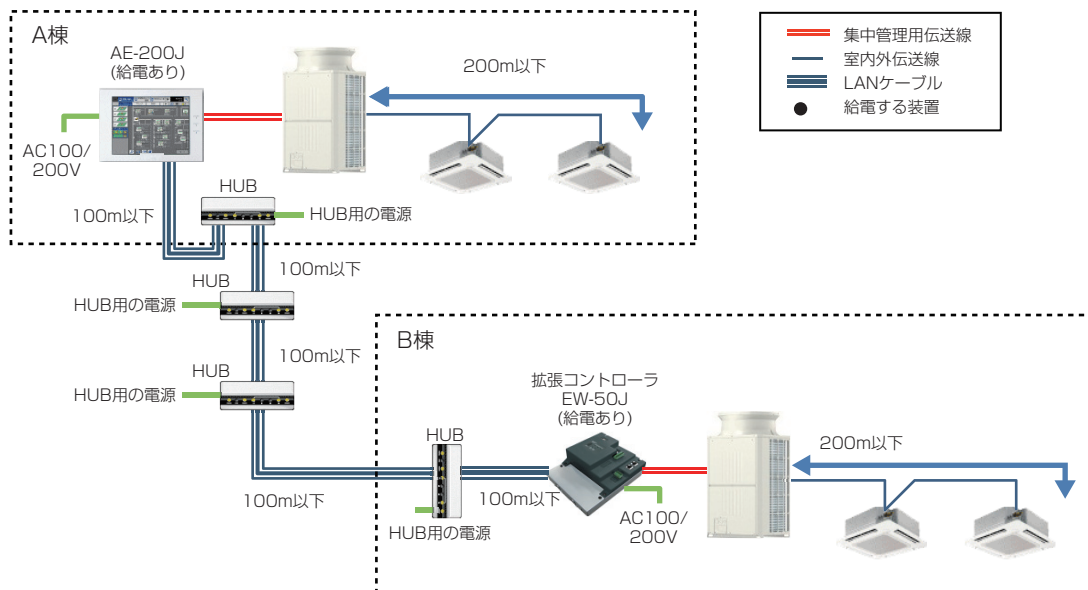 A棟
AE-200J
(給電あり)
AC100/
200V
200m以下
HUB
HUB用の電源
100m以下
集中管理用伝送線
室内外伝送線
LANケーブル
給電する装置
100m以下
HUB
HUB用の電源
100m以下
HUB
HUB用の電源
100m以下
B棟
拡張コントローラ
EW-50J
(給電あり)
HUB
100m以下
HUB用の電源
AC100/
200V
200m以下